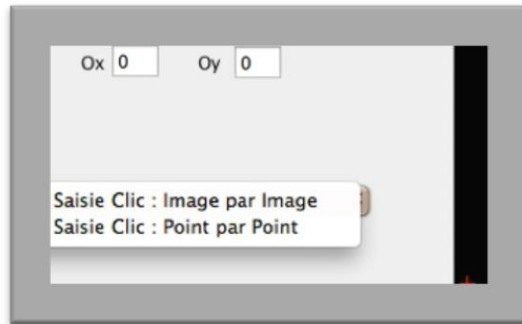 Ox 0 Oy 0
Saisie Clic : Image par Image
Saisie Clic : Point par Point